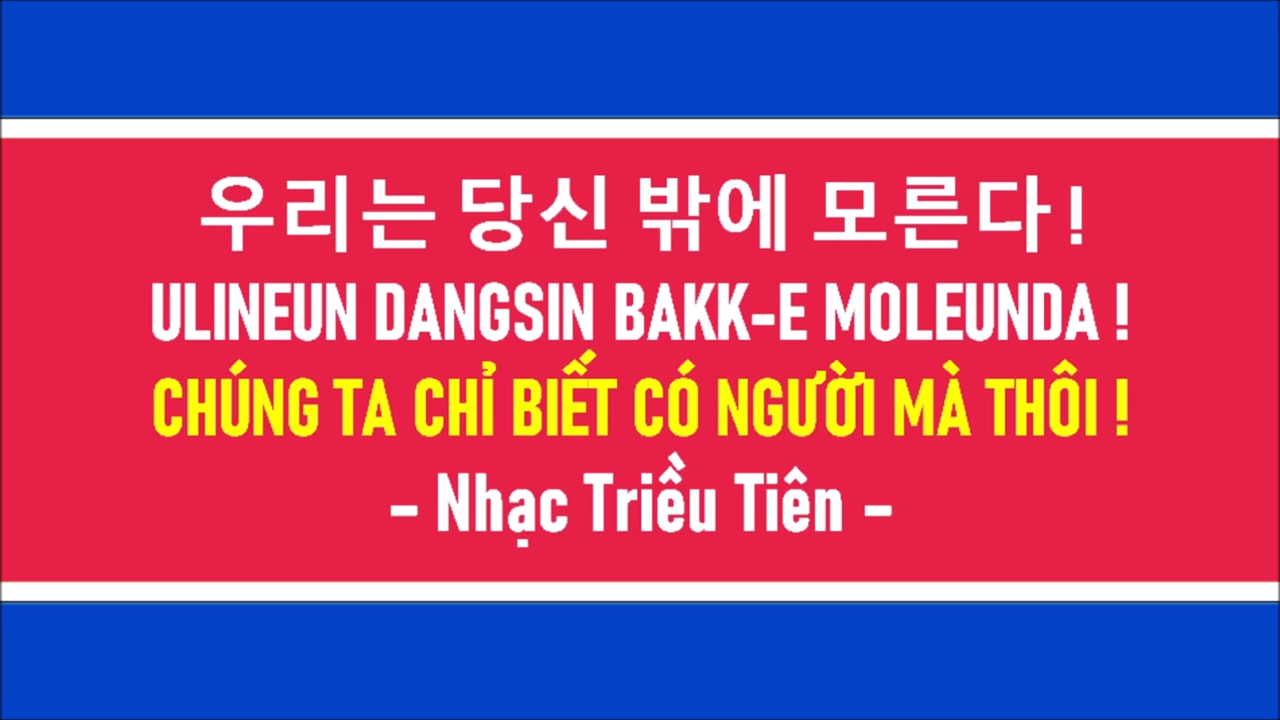 우리는 당신 밖에 모른다!
ULINEUN DANGSIN BAKK-E MOLEUNDA !
CHÚNG TA CHỈ BIẾT CÓ NGƯỜI MÀ THÔI !
- Nhạc Triều Tiên -